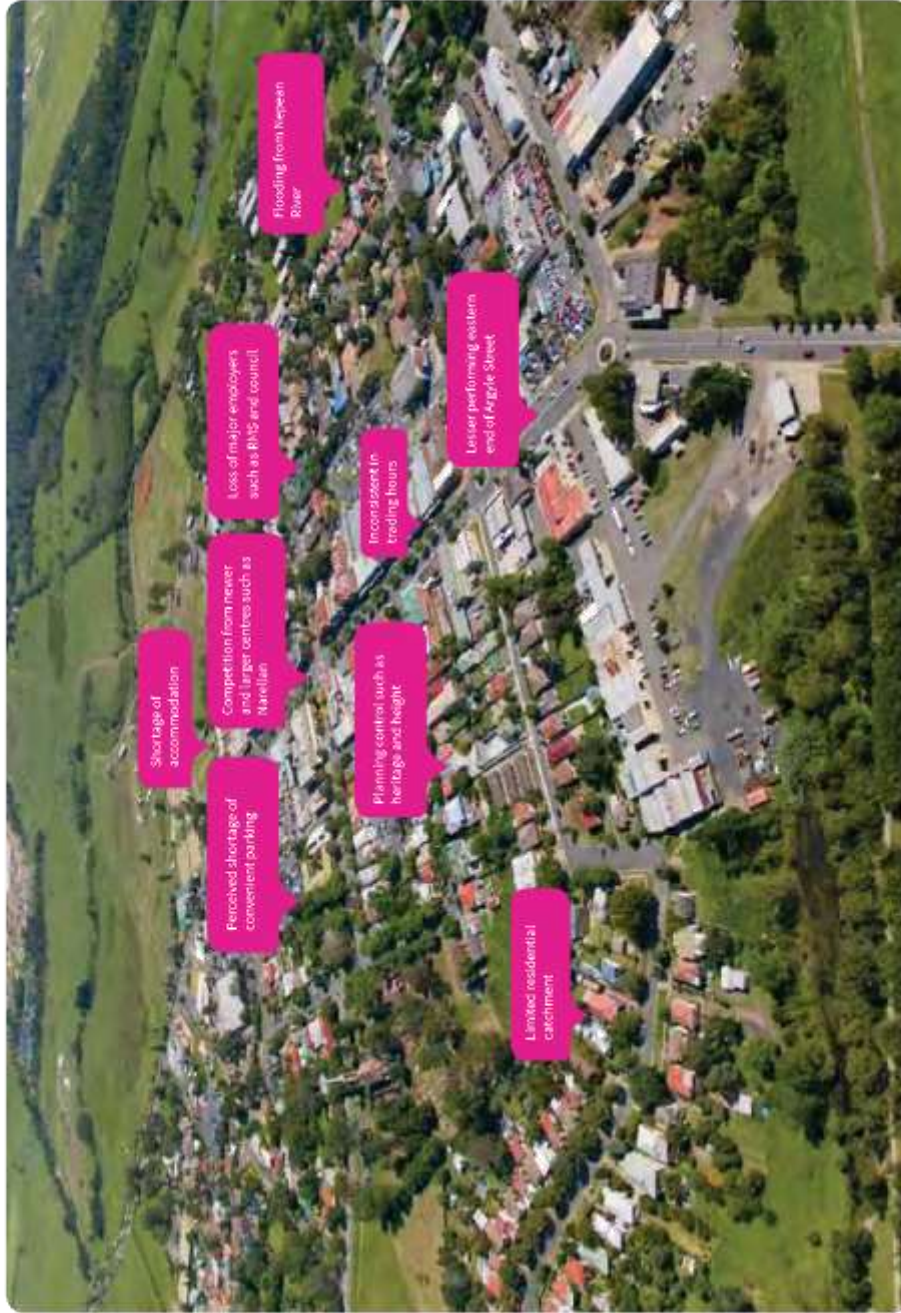 Shortage of
accommodation
Perceived shortage of
convenient parking
Competition from newer
and larger centres such as
Narellan
Loss of major employers
such as RMS and council
Flooding from Nepean
River
Planning control such as
heritage and height
Inconsistent in
trading hours
Lesser performing eastern
end of Argyle Street
Limited residential
catchment